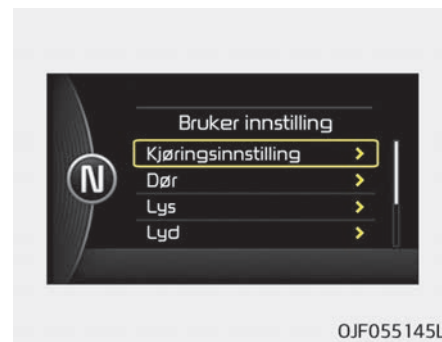 Bruker innstilling
Kjøringsinnstilling >
N
Dør >
Lys >
Lyd >
OJF055145L